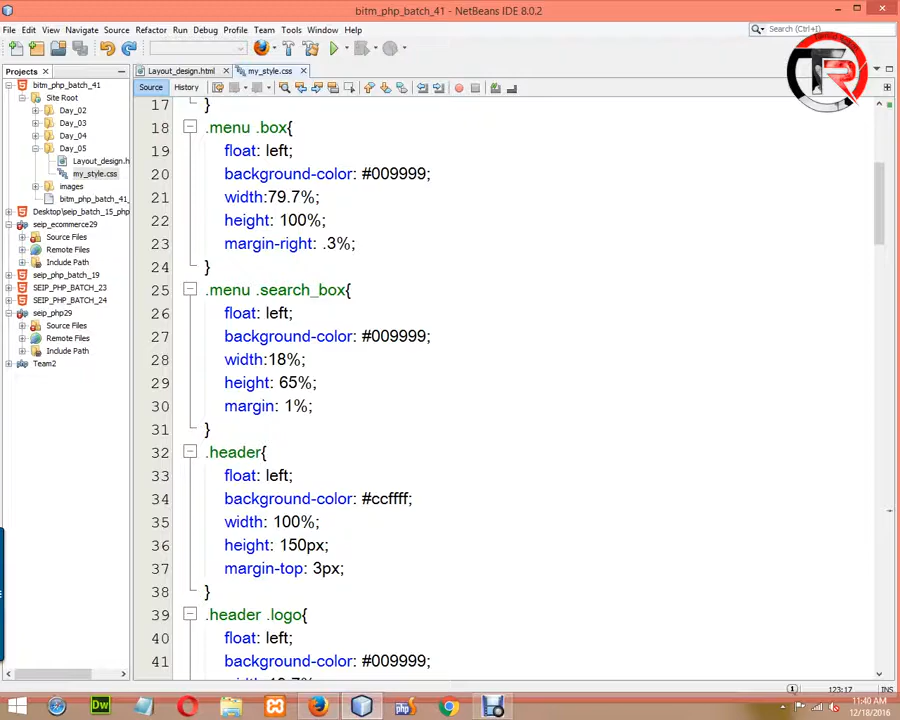 bitm_php_batch_41 - NetBeans IDE 8.0.2
File Edit View Navigate Source Refactor Run Debug Profile Team Tools Window Help
Search (Ctrl+I)
Projects
Layout_design.html
my_style.css
Source History
bitm_php_batch_41
Site Root
Day_02
Day_03
Day_04
Day_05
Layout_design.h
my_style.css
images
bitm_php_batch_41_
Desktop\seip_batch_15_php
seip_ecommerce29
Source Files
Remote Files
Include Path
seip_php_batch_19
SEIP_PHP_BATCH_23
SEIP_PHP_BATCH_24
seip_php29
Source Files
Remote Files
Include Path
Team2
17 }
18 .menu .box{
19 float: left;
20 background-color: #009999;
21 width:79.7%;
22 height: 100%;
23 margin-right: .3%;
24 }
25 .menu .search_box{
26 float: left;
27 background-color: #009999;
28 width:18%;
29 height: 65%;
30 margin: 1%;
31 }
32 .header{
33 float: left;
34 background-color: #ccffff;
35 width: 100%;
36 height: 150px;
37 margin-top: 3px;
38 }
39 .header .logo{
40 float: left;
41 background-color: #009999;
1 123:17
Dw
php
11:40 AM
12/18/2016